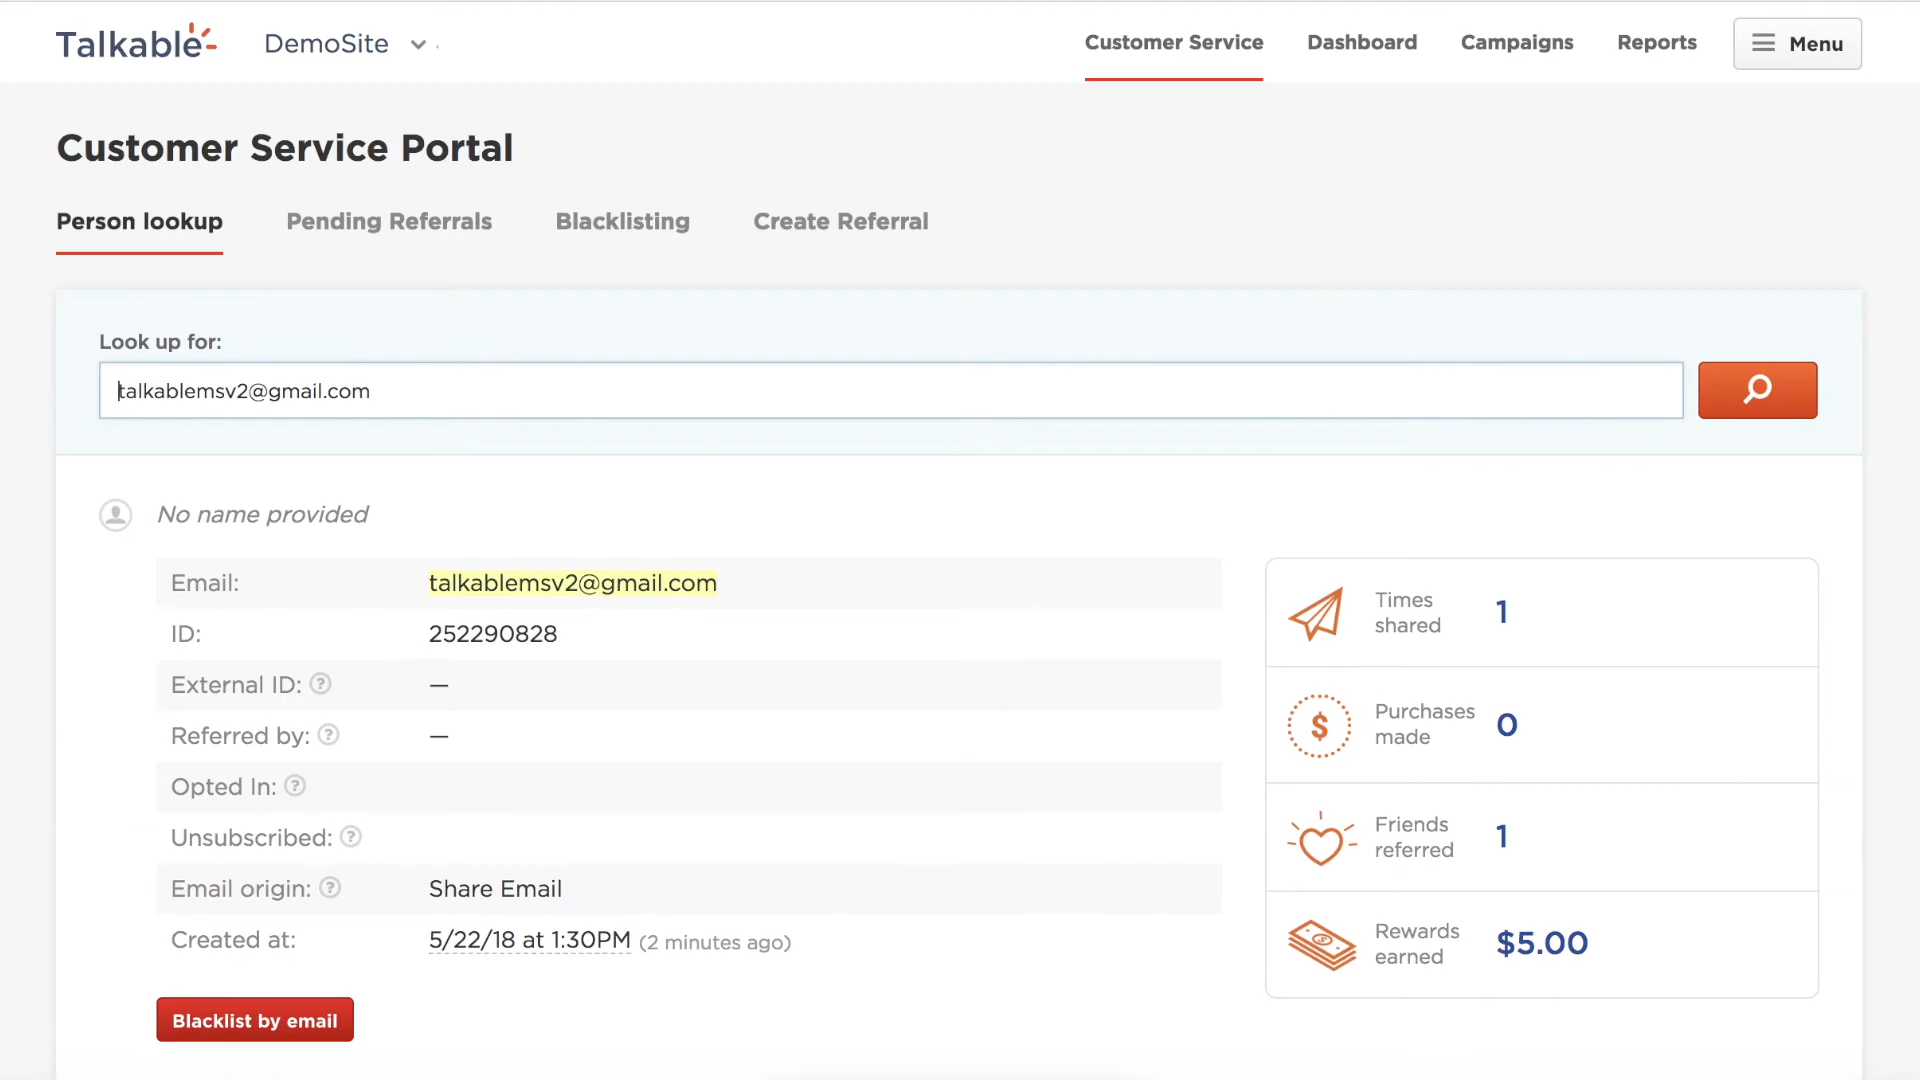 Talkable DemoSite Customer Service Dashboard Campaigns Reports Menu
Customer Service Portal
Person lookup Pending Referrals Blacklisting Create Referral
Look up for:
talkablemsv2@gmail.com
No name provided
Email: talkablemsv2@gmail.com
ID: 252290828
External ID: ? —
Referred by: ? —
Opted In: ?
Unsubscribed: ?
Email origin: ? Share Email
Created at: 5/22/18 at 1:30PM (2 minutes ago)
Blacklist by email
Times
shared 1
$ Purchases
made 0
Friends
referred 1
Rewards
earned $5.00